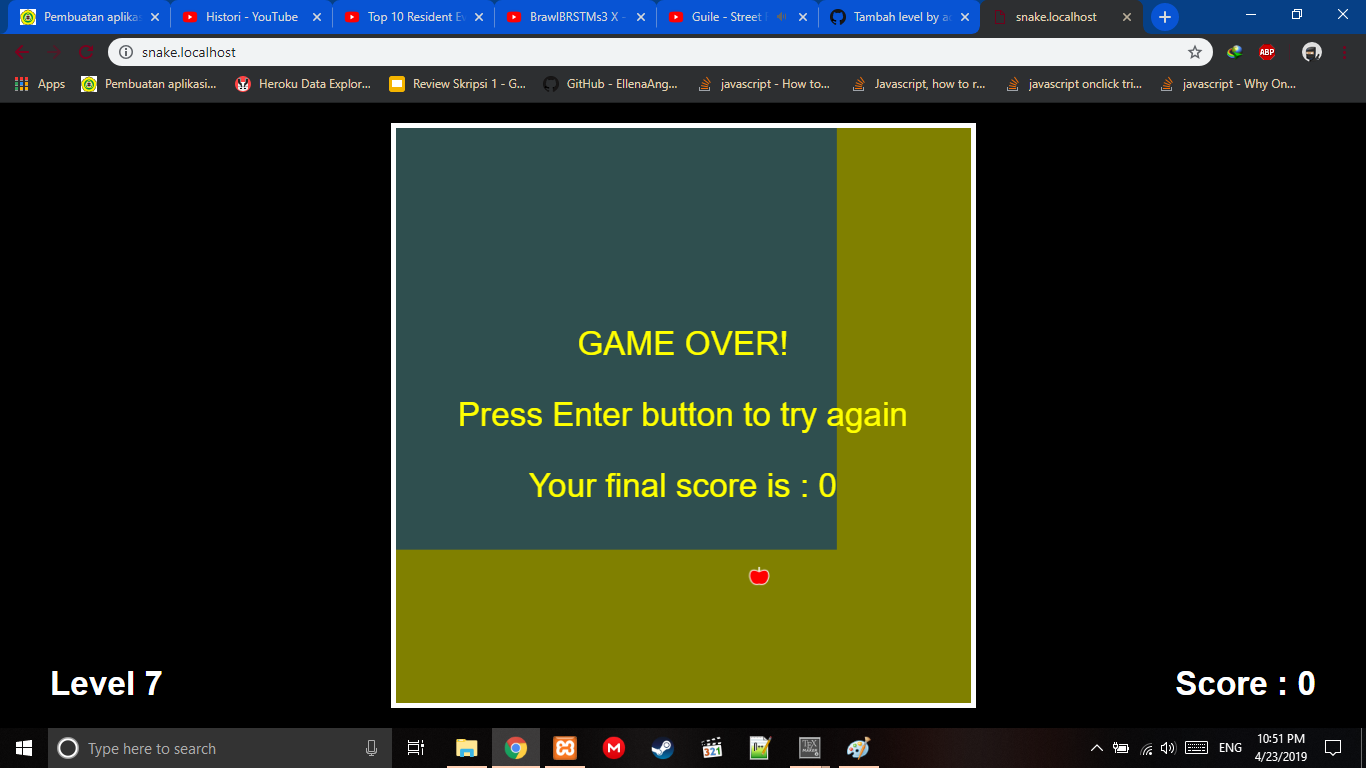 Pembuatan aplika
Histori - YouTube
Top 10 Resident Ev
BrawlBRSTMs3 X -
Guile - Street
Tambah level by a
snake.localhost
snake.localhost
Apps
Pembuatan aplikasi...
Heroku Data Explor...
Review Skripsi 1 - G...
GitHub - EllenaAng...
javascript - How to...
Javascript, how to r...
javascript onclick tri...
javascript - Why On...
ABP
GAME OVER!
Press Enter button to try again
Your final score is : 0
Level 7
Score : 0
Type here to search
321
ENG
10:51 PM
4/23/2019